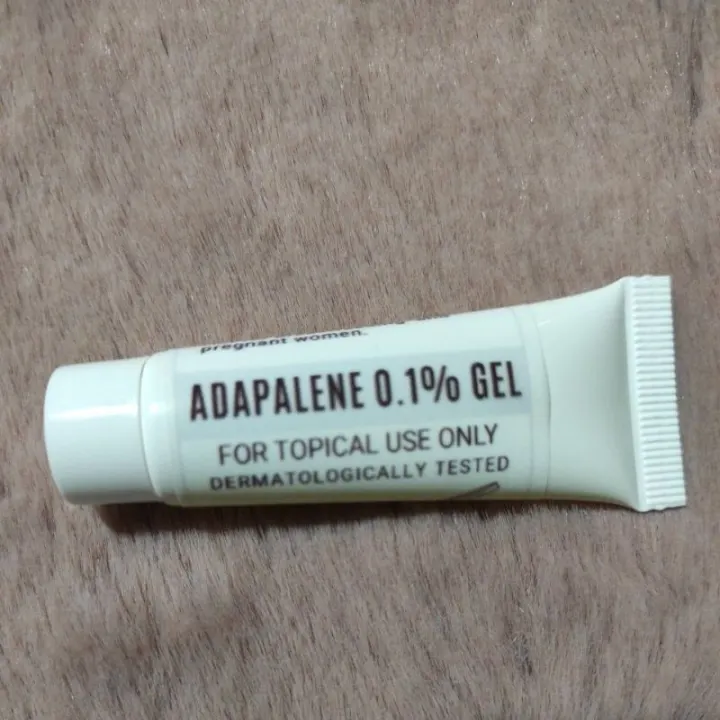 pregnant women.
ADAPALENE 0.1% GEL
FOR TOPICAL USE ONLY
DERMATOLOGICALLY TESTED